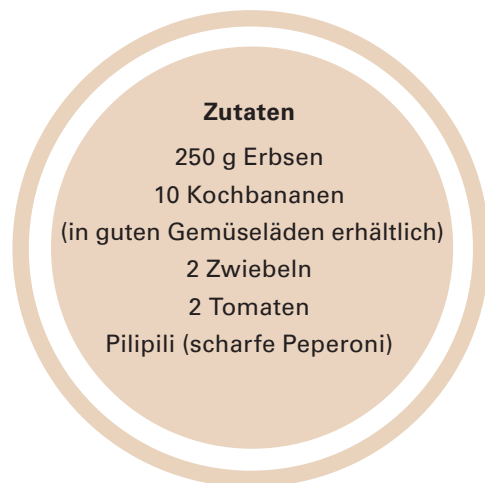 Zutaten
250 g Erbsen
10 Kochbananen
(in guten Gemüseläden erhältlich)
2 Zwiebeln
2 Tomaten
Pilipili (scharfe Peperoni)